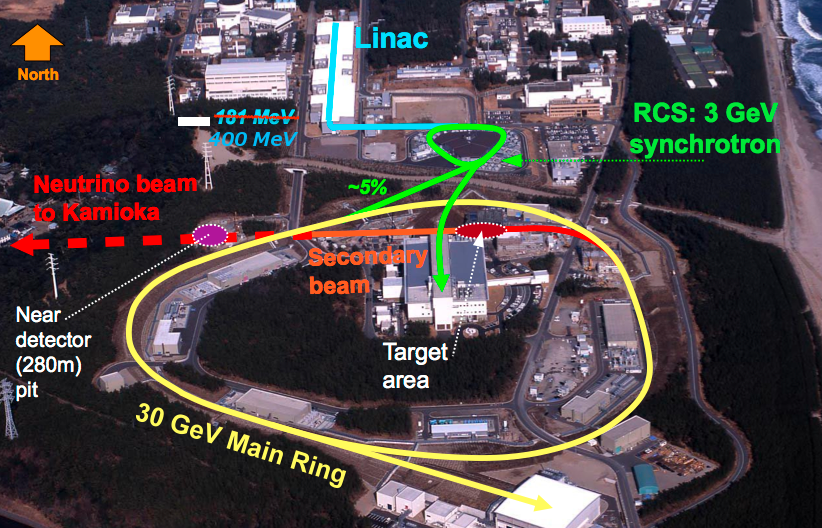 Linac
North
181 MeV
400 MeV
RCS: 3 GeV
synchrotron
~5%
Neutrino beam
to Kamioka
Secondary
beam
Near
detector
(280m)
pit
Target
area
30 GeV Main Ring